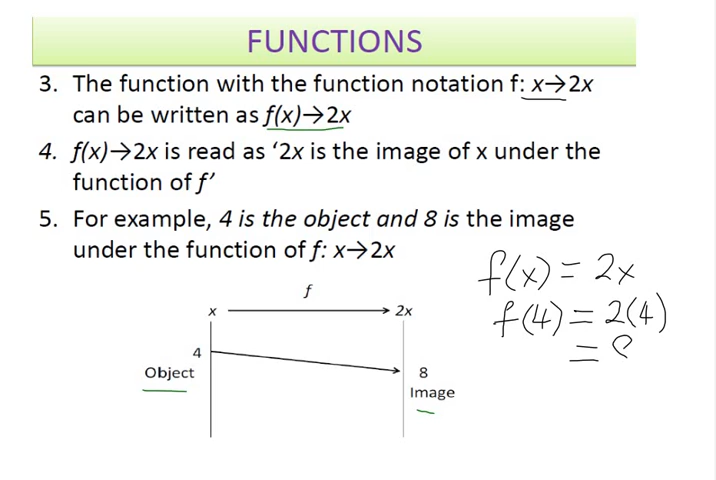 FUNCTIONS
3. The function with the function notation f: x→2x
can be written as f(x)→2x
4. f(x)→2x is read as ‘2x is the image of x under the
function of f’
5. For example, 4 is the object and 8 is the image
under the function of f: x→2x
f(x) = 2x
f
x 2x
f(4) = 2(4)
= 8
4
Object
8
Image